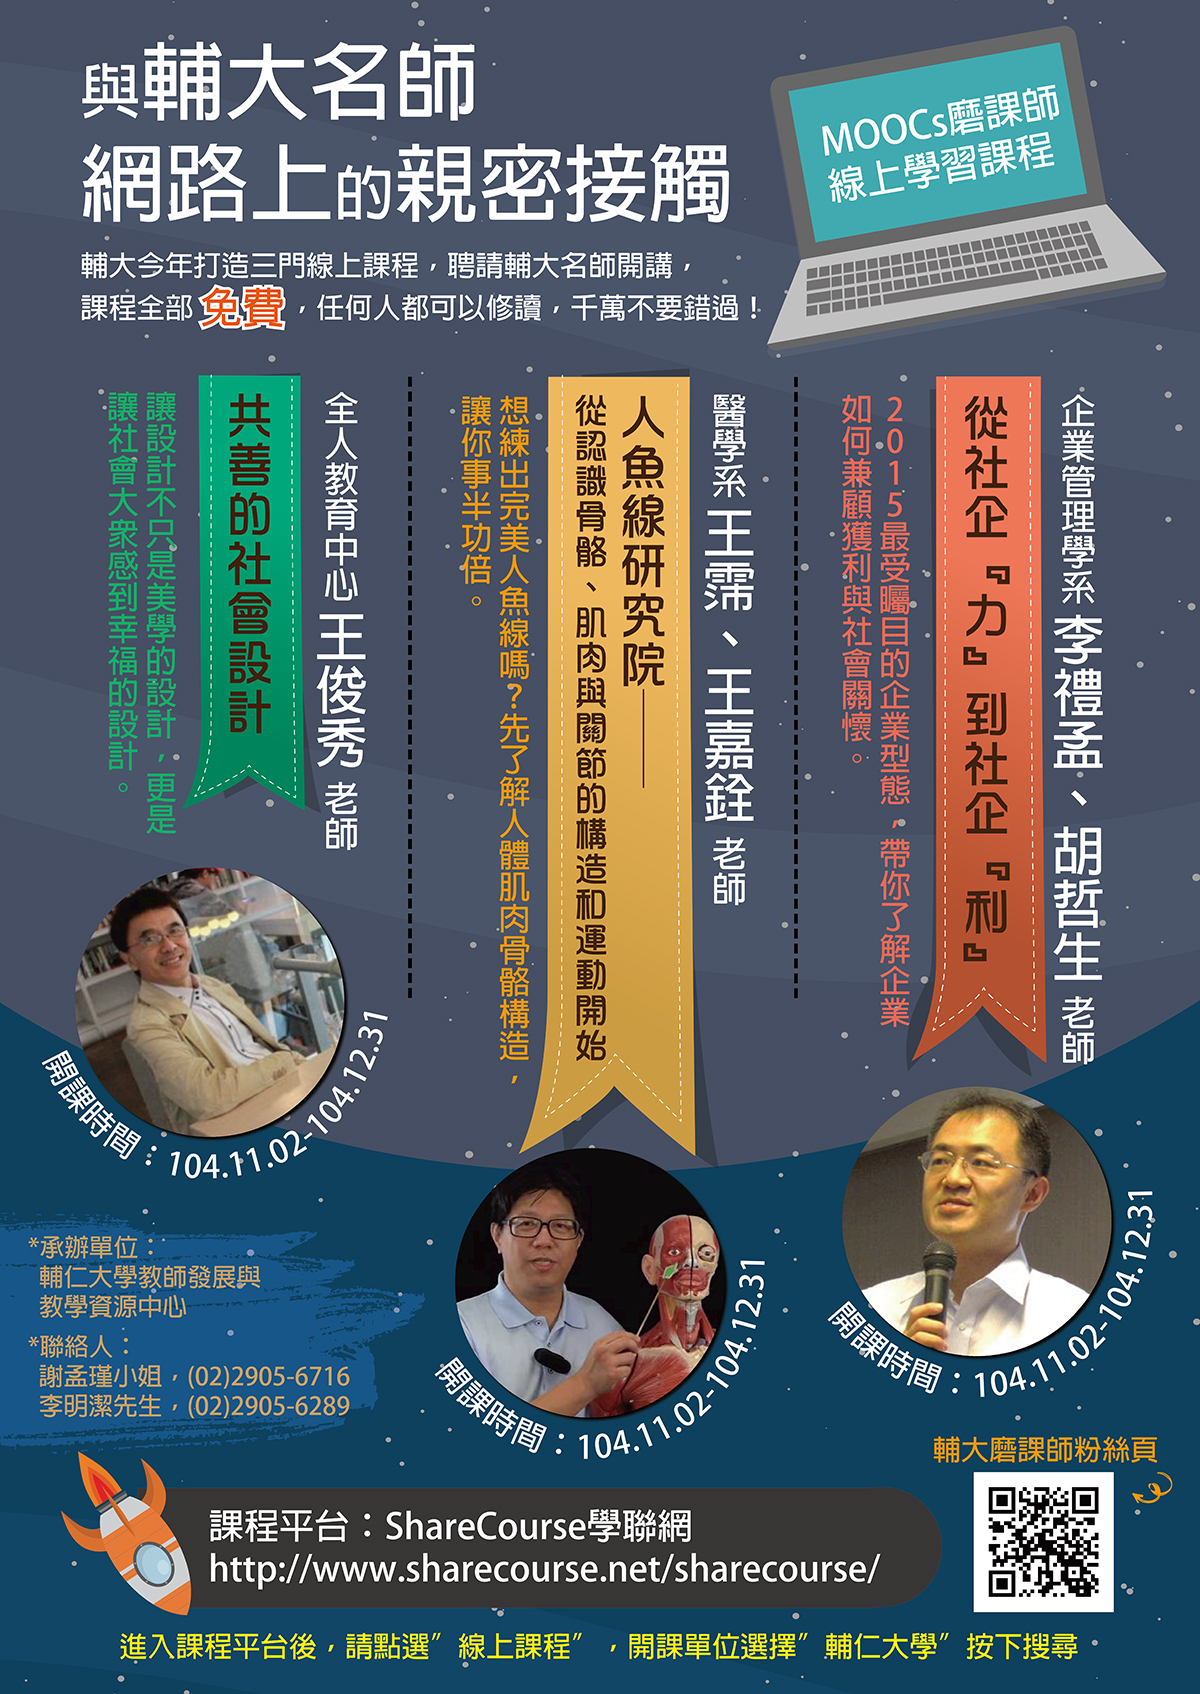 與輔大名師
網路上的親密接觸
MOOCs磨課師
線上學習課程
輔大今年打造三門線上課程，聘請輔大名師開講，
課程全部免費，任何人都可以修讀，千萬不要錯過！
企業管理學系 李禮孟、胡哲生 老師
從社企『力』到社企『利』
2015最受矚目的企業型態，帶你了解企業
如何兼顧獲利與社會關懷。
開課時間：104.11.02-104.12.31
醫學系 王霈、王嘉銓 老師
人魚線研究院——
從認識骨骼、肌肉與關節的構造和運動開始
想練出完美人魚線嗎？先了解人體肌肉骨骼構造，
讓你事半功倍。
開課時間：104.11.02-104.12.31
全人教育中心 王俊秀 老師
共善的社會設計
讓設計不只是美學的設計，更是
讓社會大眾感到幸福的設計。
開課時間：104.11.02-104.12.31
*承辦單位：
輔仁大學教師發展與
教學資源中心
*聯絡人：
謝孟瑾小姐，(02)2905-6716
李明潔先生，(02)2905-6289
輔大磨課師粉絲頁
課程平台：ShareCourse學聯網
http://www.sharecourse.net/sharecourse/
進入課程平台後，請點選”線上課程”，開課單位選擇”輔仁大學”按下搜尋